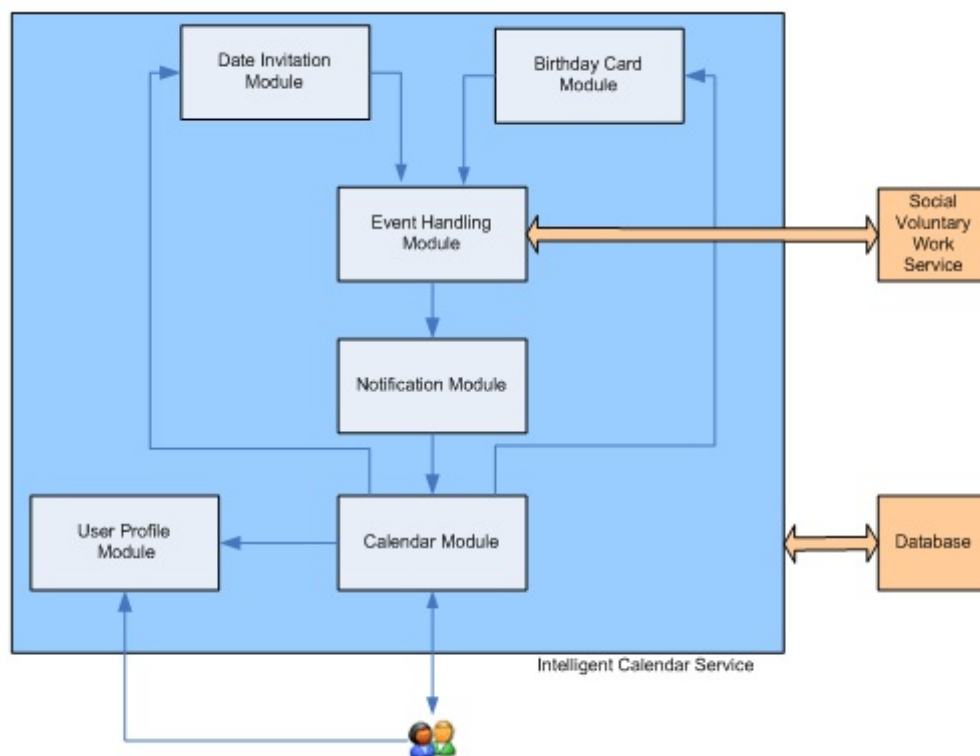 Date Invitation
Module
Birthday Card
Module
Event Handling
Module
Social
Voluntary
Work
Service
Notification Module
User Profile
Module
Calendar Module
Database
Intelligent Calendar Service